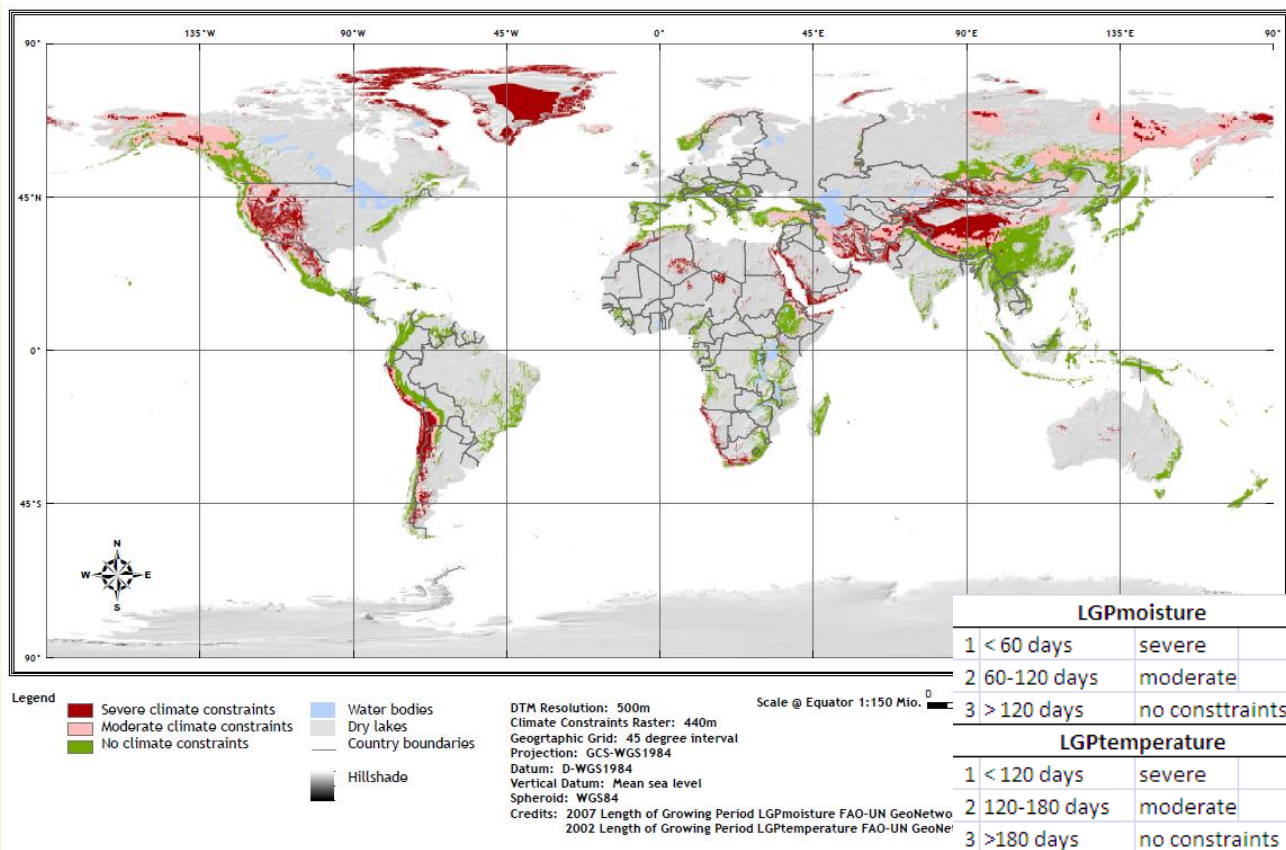 135°W 90°W 45°W 0° 45°E 90°E 135°E 90°
90° 90°
45°N 45°N
0° 0°
45°S 45°S
N
W E
S
90°
LGPmoisture
1 < 60 days severe
2 60-120 days moderate
3 > 120 days no consttraints
LGPtemperature
1 < 120 days severe
2 120-180 days moderate
3 >180 days no constraints
Legend
Severe climate constraints
Moderate climate constraints
No climate constraints
Water bodies
Dry lakes
Country boundaries
Hillshade
DTM Resolution: 500m
Climate Constraints Raster: 440m
Geogrtaphic Grid: 45 degree interval
Projection: GCS-WGS1984
Datum: D-WGS1984
Vertical Datum: Mean sea level
Spheroid: WGS84
Credits: 2007 Length of Growing Period LGPmoisture FAO-UN GeoNetwo
2002 Length of Growing Period LGPtemperature FAO-UN GeoNet
Scale @ Equator 1:150 Mio. 0